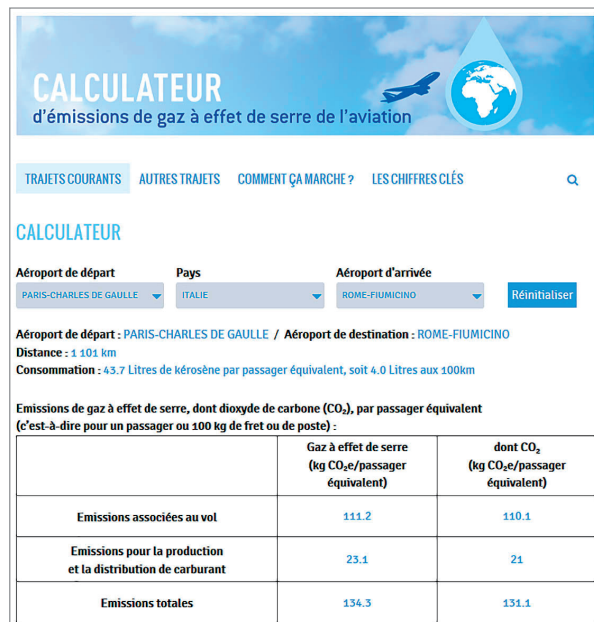 CALCULATEUR
d'émissions de gaz à effet de serre de l'aviation
TRAJETS COURANTS AUTRES TRAJETS COMMENT ÇA MARCHE ? LES CHIFFRES CLÉS
CALCULATEUR
Aéroport de départ Pays Aéroport d'arrivée
PARIS-CHARLES DE GAULLE ITALIE ROME-FIUMICINO Réinitialiser
Aéroport de départ : PARIS-CHARLES DE GAULLE / Aéroport de destination : ROME-FIUMICINO
Distance : 1 101 km
Consommation : 43.7 Litres de kérosène par passager équivalent, soit 4.0 Litres aux 100km
Emissions de gaz à effet de serre, dont dioxyde de carbone (CO₂), par passager équivalent
(c'est-à-dire pour un passager ou 100 kg de fret ou de poste) :
Gaz à effet de serre
(kg CO₂e/passager
équivalent)
dont CO₂
(kg CO₂e/passager
équivalent)
Emissions associées au vol 111.2 110.1
Emissions pour la production
et la distribution de carburant 23.1 21
Emissions totales 134.3 131.1